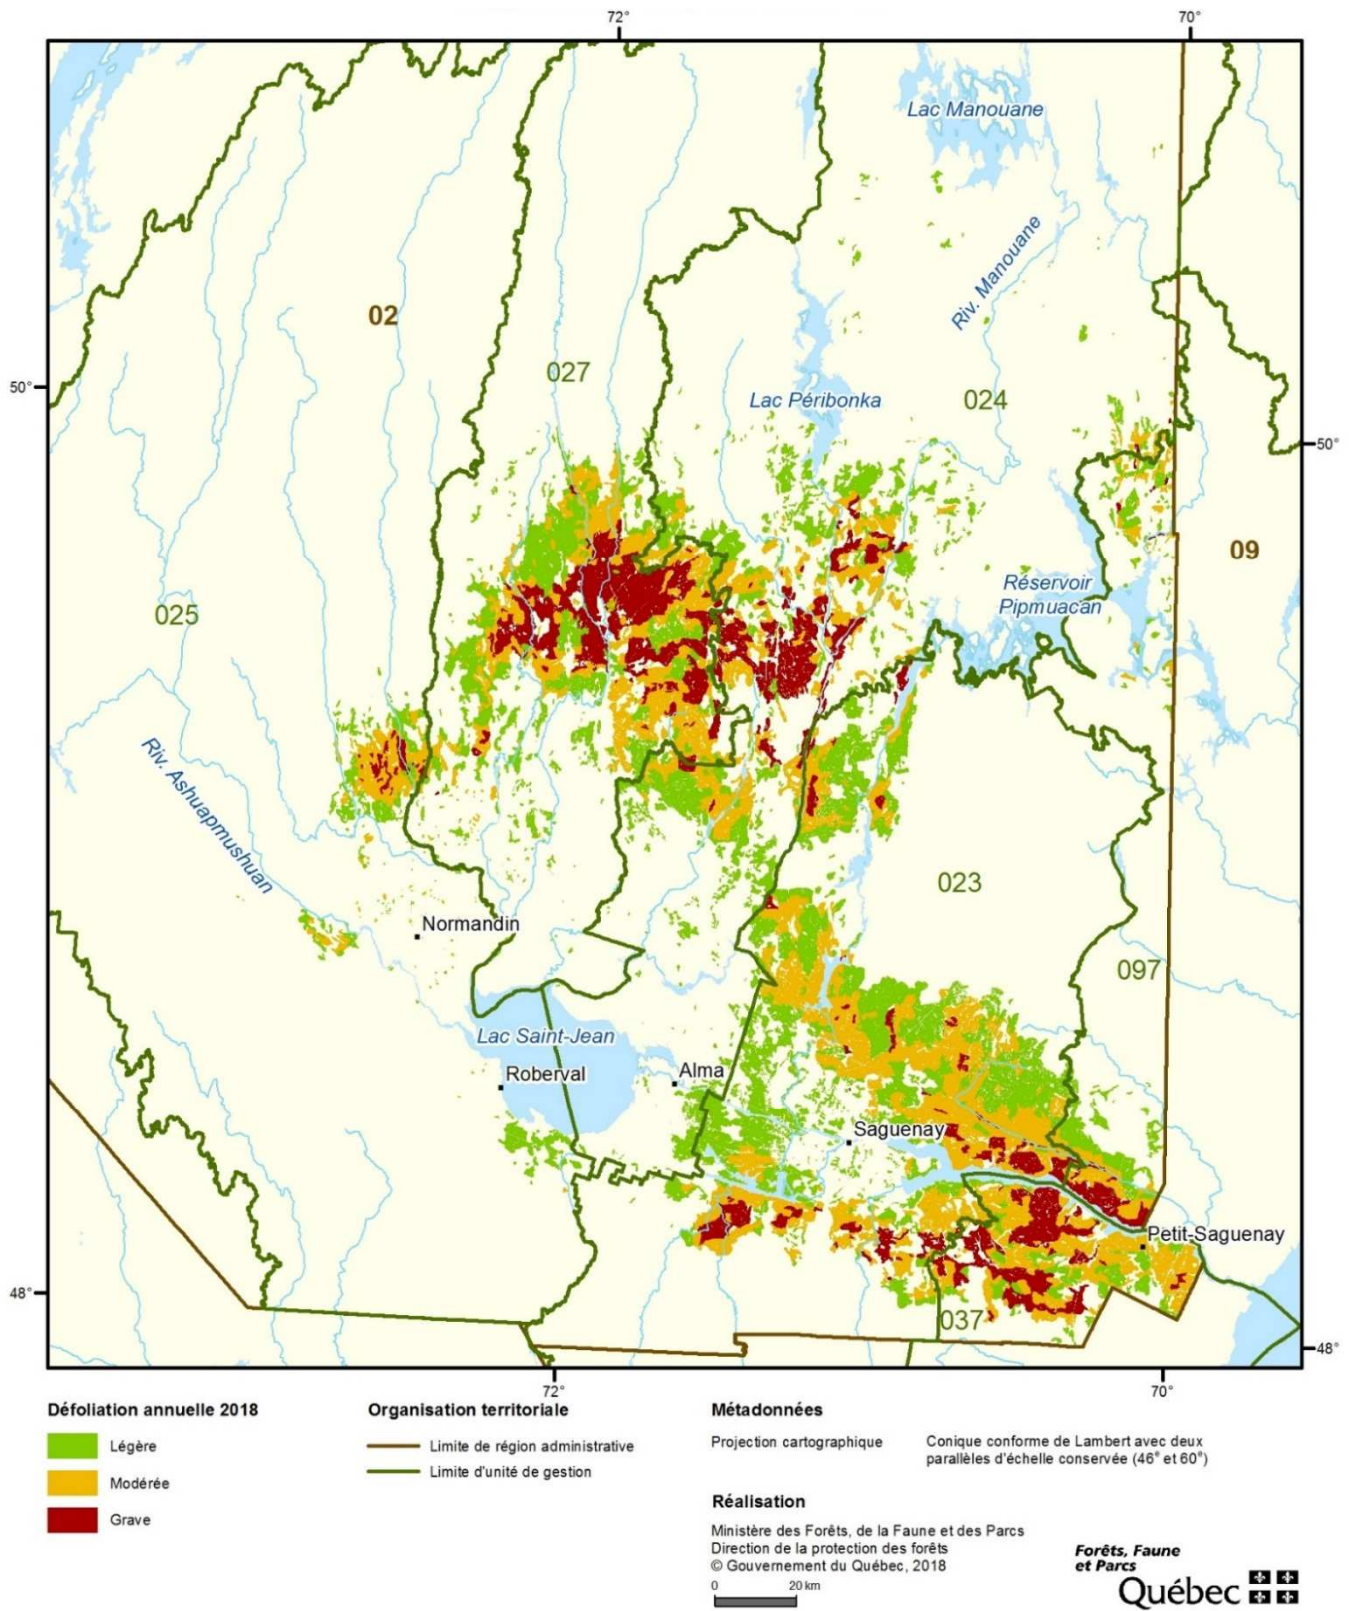 72°
70°
Lac Manouane
Riv. Manouane
02
027
50°
Lac Péribonka
024
50°
09
Réservoir
Pipmuacan
025
Riv. Ashuapmushuan
023
Normandin
097
Lac Saint-Jean
Roberval
Alma
Saguenay
Petit-Saguenay
48°
037
48°
72°
70°
Défoliation annuelle 2018
Légère
Modérée
Grave
Organisation territoriale
Limite de région administrative
Limite d'unité de gestion
Métadonnées
Projection cartographique
Conique conforme de Lambert avec deux
parallèles d'échelle conservée (46° et 60°)
Réalisation
Ministère des Forêts, de la Faune et des Parcs
Direction de la protection des forêts
© Gouvernement du Québec, 2018
0 20 km
Forêts, Faune
et Parcs
Québec